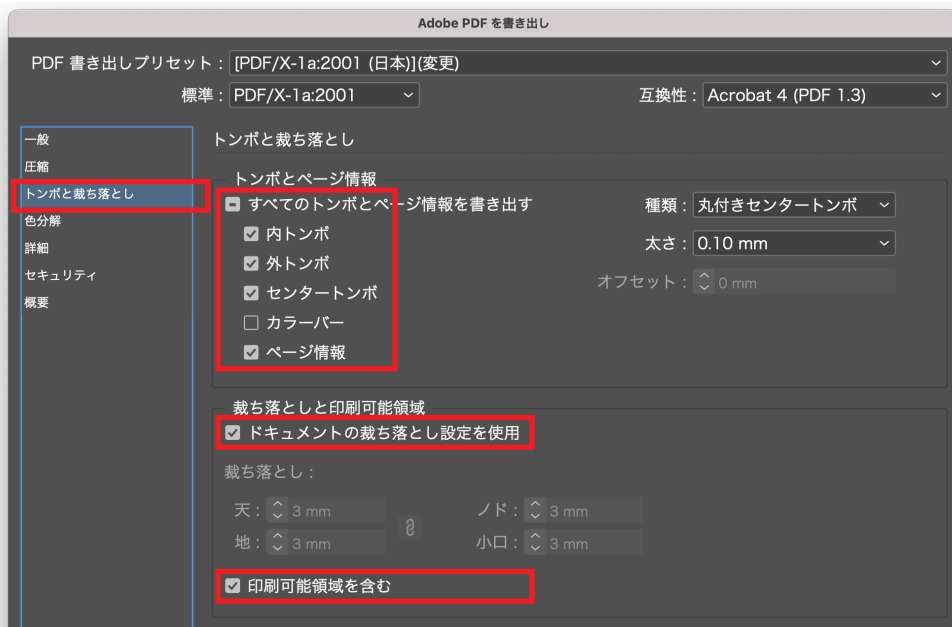 Adobe PDF を書き出し
PDF 書き出しプリセット： [PDF/X-1a:2001 (日本)](変更)
標準： PDF/X-1a:2001 互換性： Acrobat 4 (PDF 1.3)
一般
圧縮
トンボと裁ち落とし
色分解
詳細
セキュリティ
概要
トンボと裁ち落とし
トンボとページ情報
すべてのトンボとページ情報を書き出す
内トンボ
外トンボ
センタートンボ
カラーバー
ページ情報
種類： 丸付きセンタートンボ
太さ： 0.10 mm
オフセット： 0 mm
裁ち落としと印刷可能領域
ドキュメントの裁ち落とし設定を使用
裁ち落とし：
天： 3 mm ノド： 3 mm
地： 3 mm 小口： 3 mm
印刷可能領域を含む